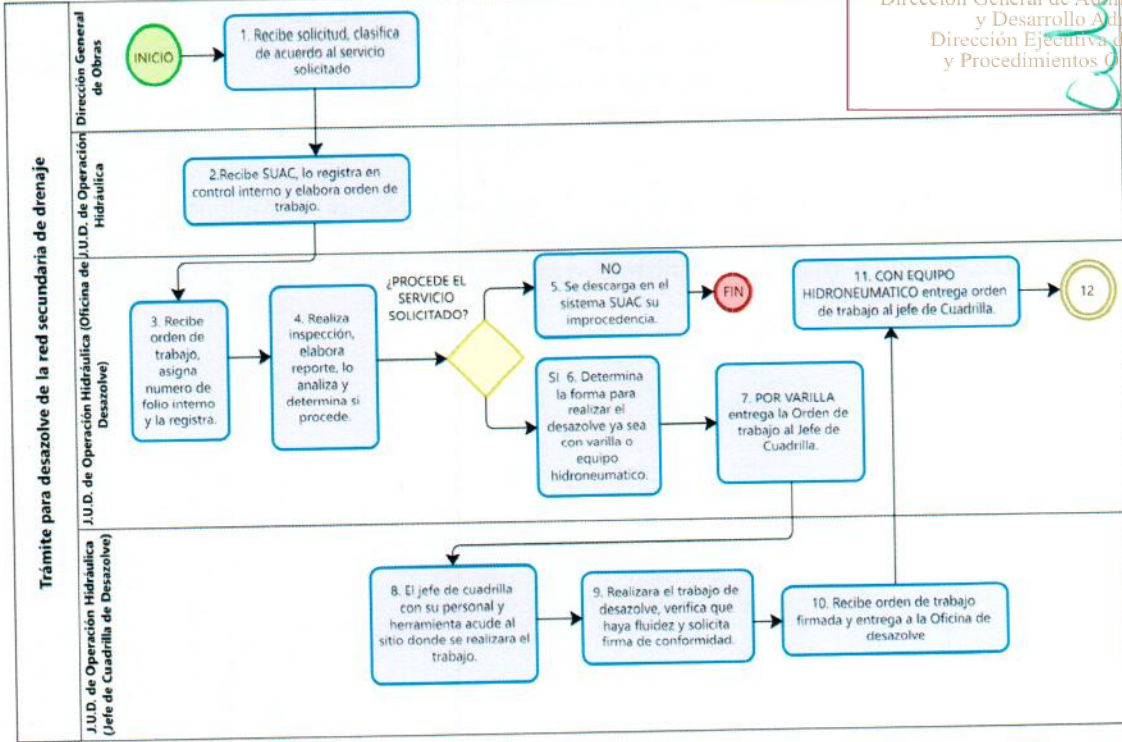 Dirección General de
y Desarrollo
Dirección Ejecutiva
y Procedimientos
Trámite para desazolve de la red secundaria de drenaje
Dirección General
de Obras
INICIO
1. Recibe solicitud, clasifica
de acuerdo al servicio
solicitado
J.U.D. de Operación
Hidráulica
2.Recibe SUAC, lo registra en
control interno y elabora orden de
trabajo.
J.U.D. de Operación Hidráulica (Oficina de
Desazolve)
3. Recibe
orden de
trabajo,
asigna
numero de
folio interno
y la registra.
4. Realiza
inspección,
elabora
reporte, lo
analiza y
determina si
procede.
¿PROCEDE EL
SERVICIO
SOLICITADO?
NO
5. Se descarga en el
sistema SUAC su
improcedencia.
FIN
SI 6. Determina
la forma para
realizar el
desazolve ya sea
con varilla o
equipo
hidroneumatico.
7. POR VARILLA
entrega la Orden de
trabajo al Jefe de
Cuadrilla.
11. CON EQUIPO
HIDRONEUMATICO entrega orden
de trabajo al jefe de Cuadrilla.
12
J.U.D. de Operación Hidráulica
(Jefe de Cuadrilla de Desazolve)
8. El jefe de cuadrilla
con su personal y
herramienta acude al
sitio donde se realizara el
trabajo.
9. Realizara el trabajo de
desazolve, verifica que
haya fluidez y solicita
firma de conformidad.
10. Recibe orden de trabajo
firmada y entrega a la Oficina de
desazolve